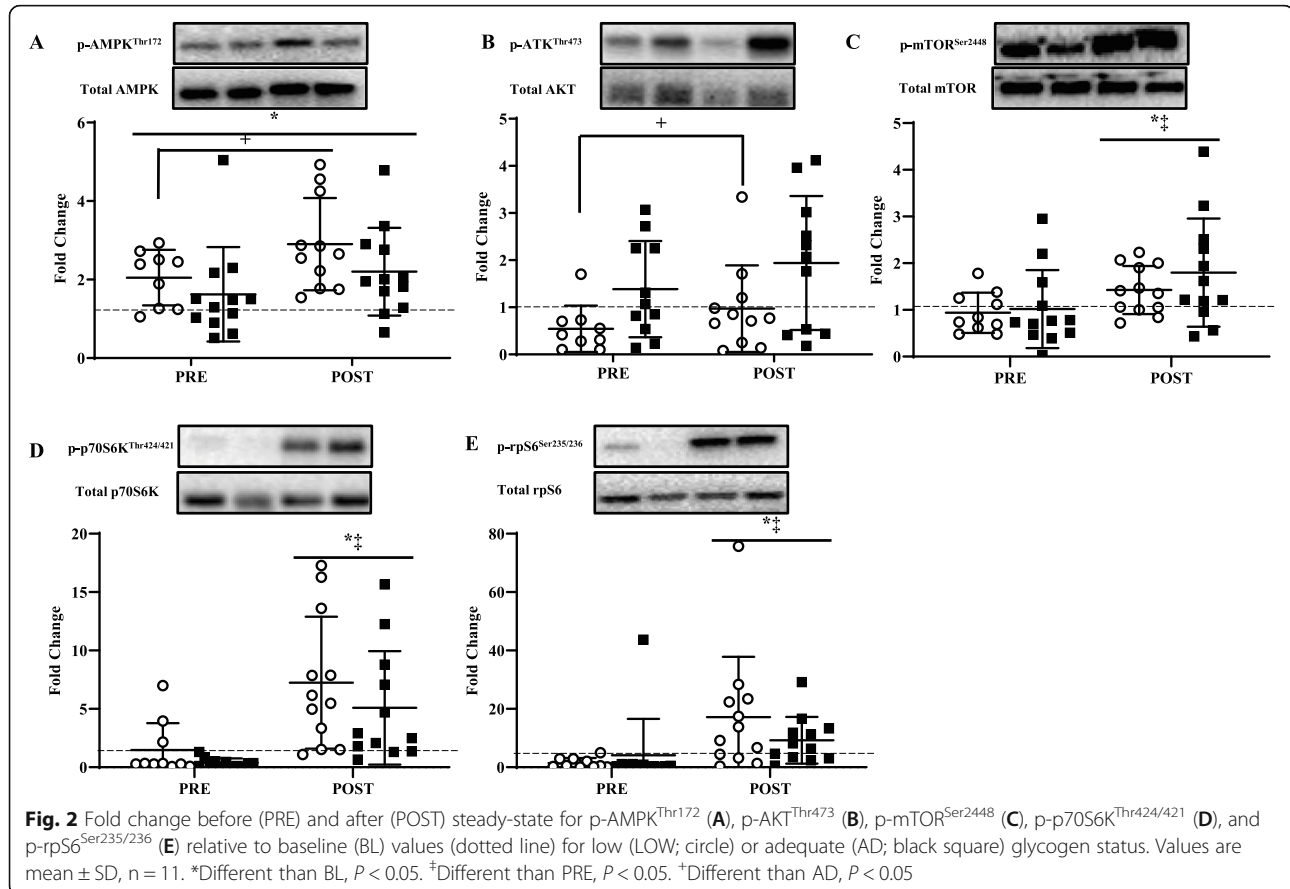 A
p-AMPK^Thr172
Total AMPK
*
+
Fold Change
6
4
2
0
PRE
POST
B
p-ATK^Thr473
Total AKT
+
Fold Change
5
4
3
2
1
0
PRE
POST
C
p-mTOR^Ser2448
Total mTOR
*‡
Fold Change
5
4
3
2
1
0
PRE
POST
D
p-p70S6K^Thr424/421
Total p70S6K
*‡
Fold Change
20
15
10
5
0
PRE
POST
E
p-rpS6^Ser235/236
Total rpS6
*‡
Fold Change
80
60
40
20
0
PRE
POST
Fig. 2 Fold change before (PRE) and after (POST) steady-state for p-AMPK^Thr172 (A), p-AKT^Thr473 (B), p-mTOR^Ser2448 (C), p-p70S6K^Thr424/421 (D), and
p-rpS6^Ser235/236 (E) relative to baseline (BL) values (dotted line) for low (LOW; circle) or adequate (AD; black square) glycogen status. Values are
mean ± SD, n = 11. *Different than BL, P < 0.05. ‡Different than PRE, P < 0.05. +Different than AD, P < 0.05